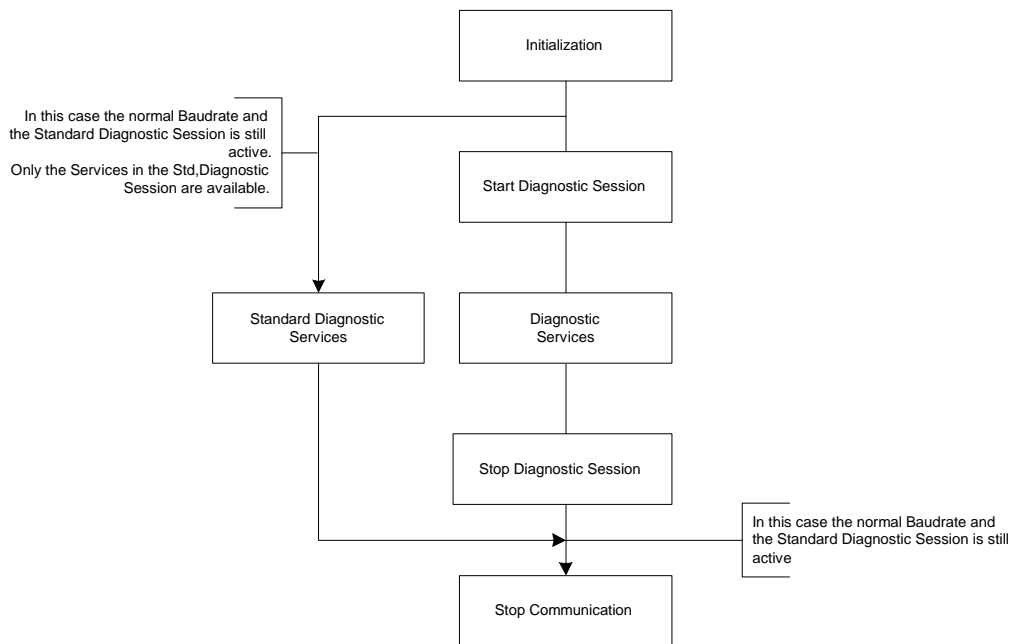 Initialization
In this case the normal Baudrate and
the Standard Diagnostic Session is still
active.
Only the Services in the Std,Diagnostic
Session are available.
Start Diagnostic Session
Standard Diagnostic
Services
Diagnostic
Services
Stop Diagnostic Session
In this case the normal Baudrate and
the Standard Diagnostic Session is still
active
Stop Communication